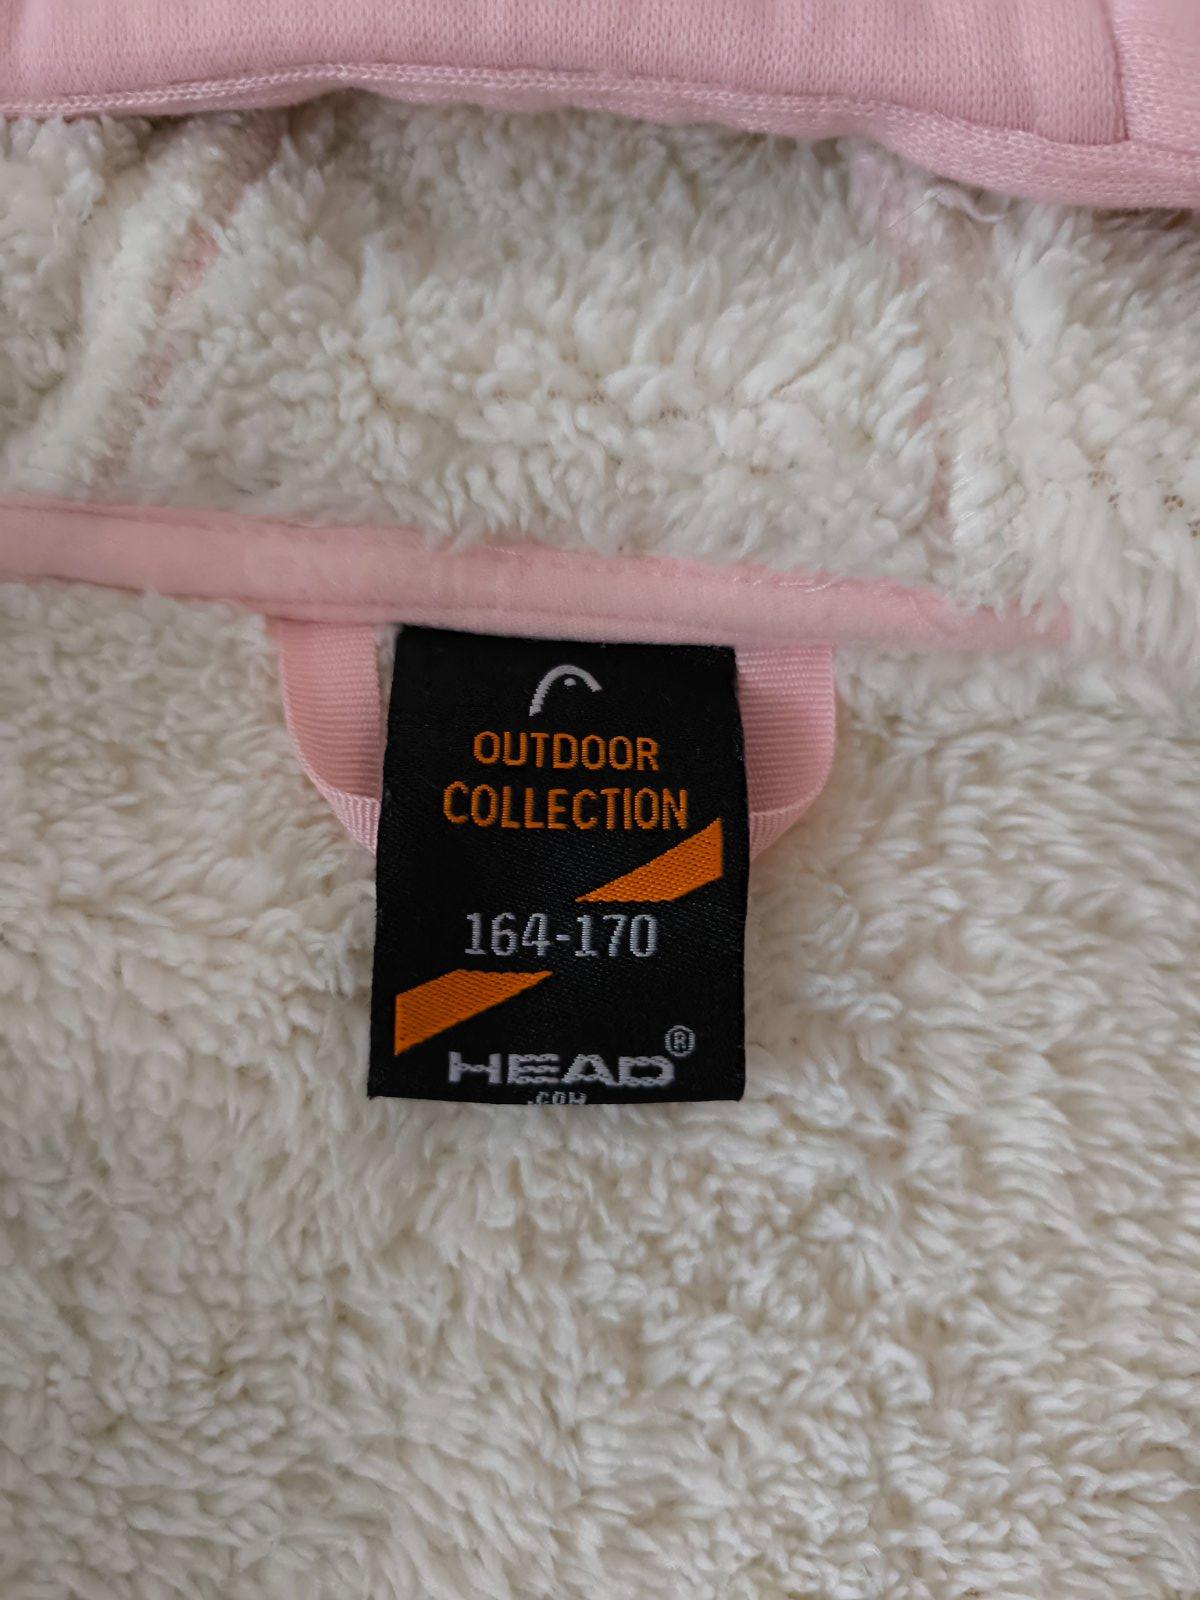 OUTDOOR
COLLECTION
164-170
HEAD®
.COM